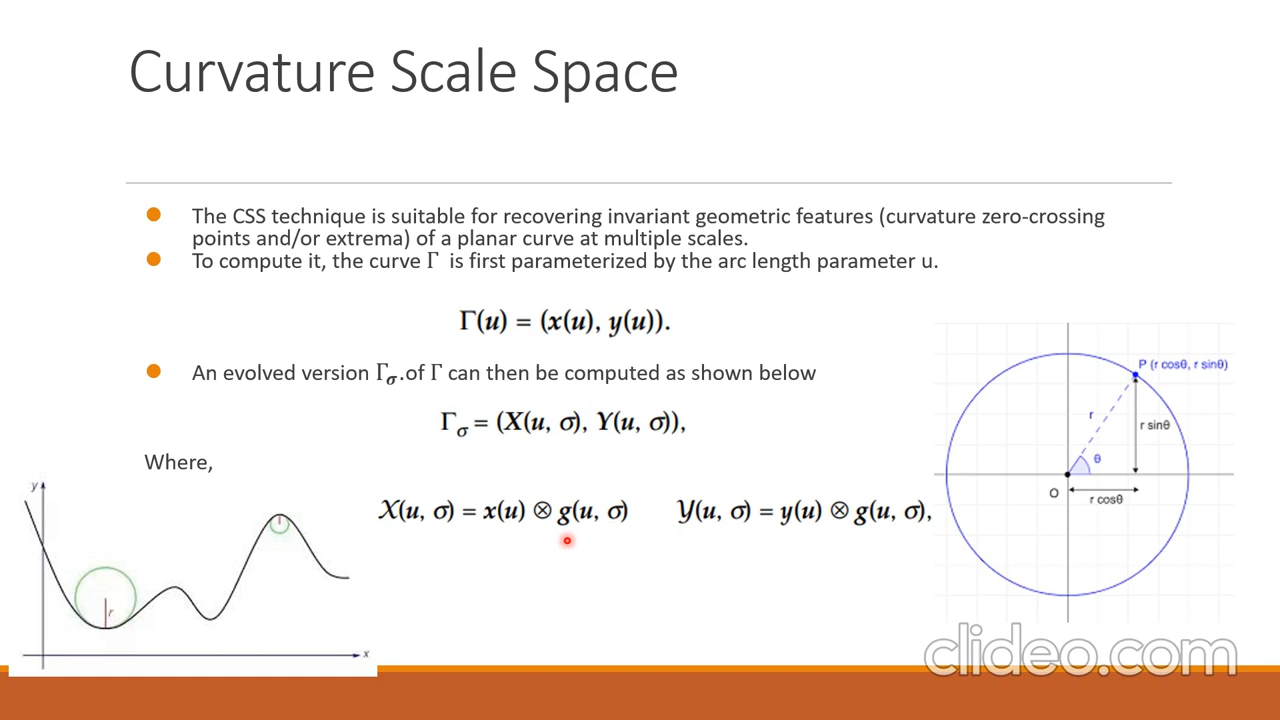 Curvature Scale Space
The CSS technique is suitable for recovering invariant geometric features (curvature zero-crossing
points and/or extrema) of a planar curve at multiple scales.
To compute it, the curve Γ is first parameterized by the arc length parameter u.
Γ(u) = (x(u), y(u)).
An evolved version Γσ.of Γ can then be computed as shown below
Γσ = (X(u, σ), Y(u, σ)),
Where,
X(u, σ) = x(u) ⊗ g(u, σ) Y(u, σ) = y(u) ⊗ g(u, σ),
y
r
x
P (r cosθ, r sinθ)
r
r sinθ
θ
O
r cosθ
clideo.com